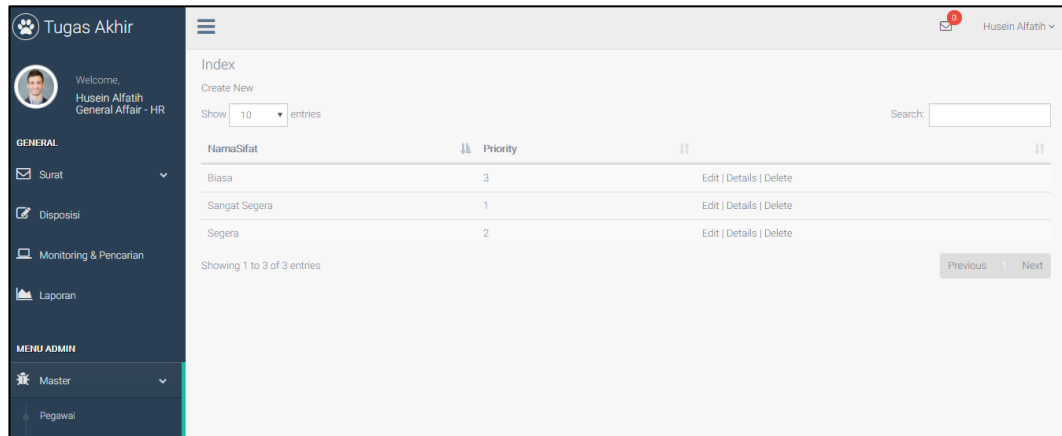 Tugas Akhir
0
Husein Alfatih
Welcome,
Husein Alfatih
General Affair - HR
GENERAL
Surat
Disposisi
Monitoring & Pencarian
Laporan
MENU ADMIN
Master
Pegawai
Index
Create New
Show 10 entries
Search:
NamaSifat Priority
Biasa 3 Edit | Details | Delete
Sangat Segera 1 Edit | Details | Delete
Segera 2 Edit | Details | Delete
Showing 1 to 3 of 3 entries
Previous 1 Next